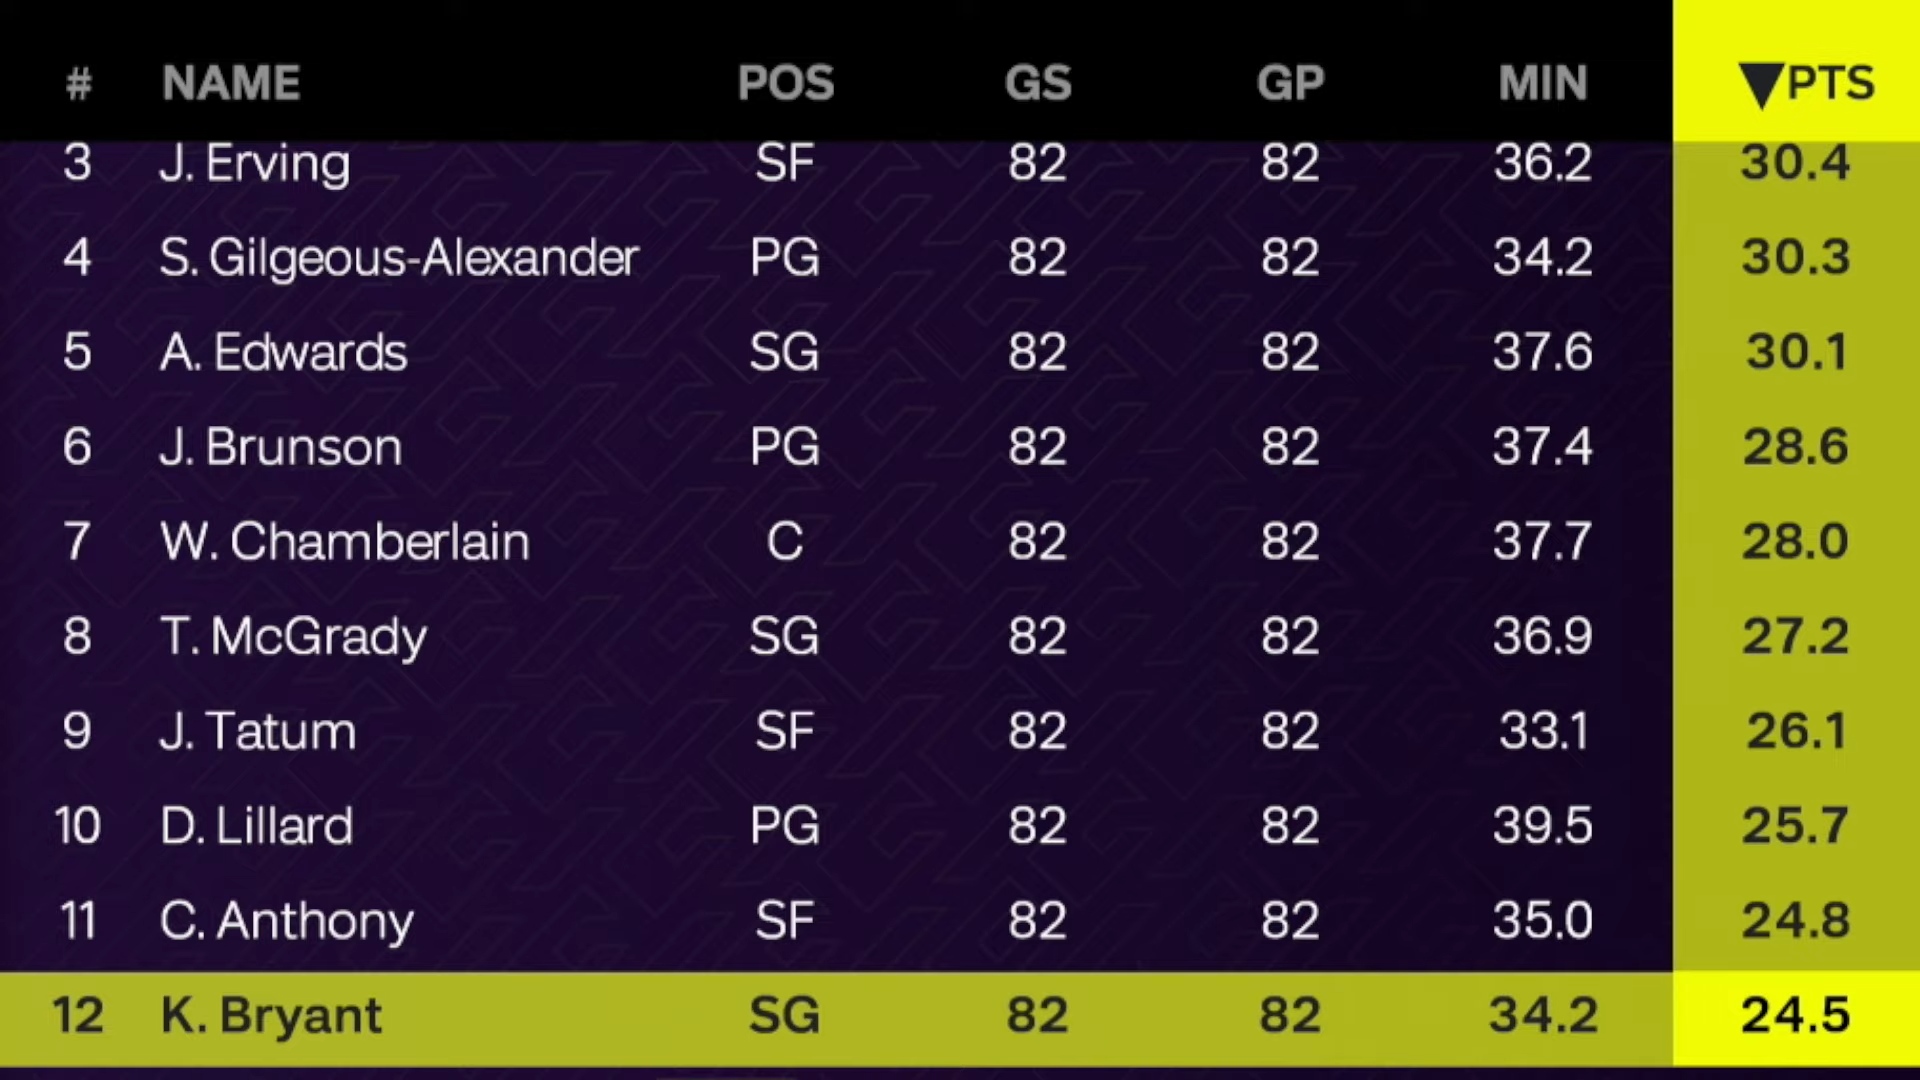 # NAME POS GS GP MIN ▼PTS
3 J. Erving SF 82 82 36.2 30.4
4 S. Gilgeous-Alexander PG 82 82 34.2 30.3
5 A. Edwards SG 82 82 37.6 30.1
6 J. Brunson PG 82 82 37.4 28.6
7 W. Chamberlain C 82 82 37.7 28.0
8 T. McGrady SG 82 82 36.9 27.2
9 J. Tatum SF 82 82 33.1 26.1
10 D. Lillard PG 82 82 39.5 25.7
11 C. Anthony SF 82 82 35.0 24.8
12 K. Bryant SG 82 82 34.2 24.5